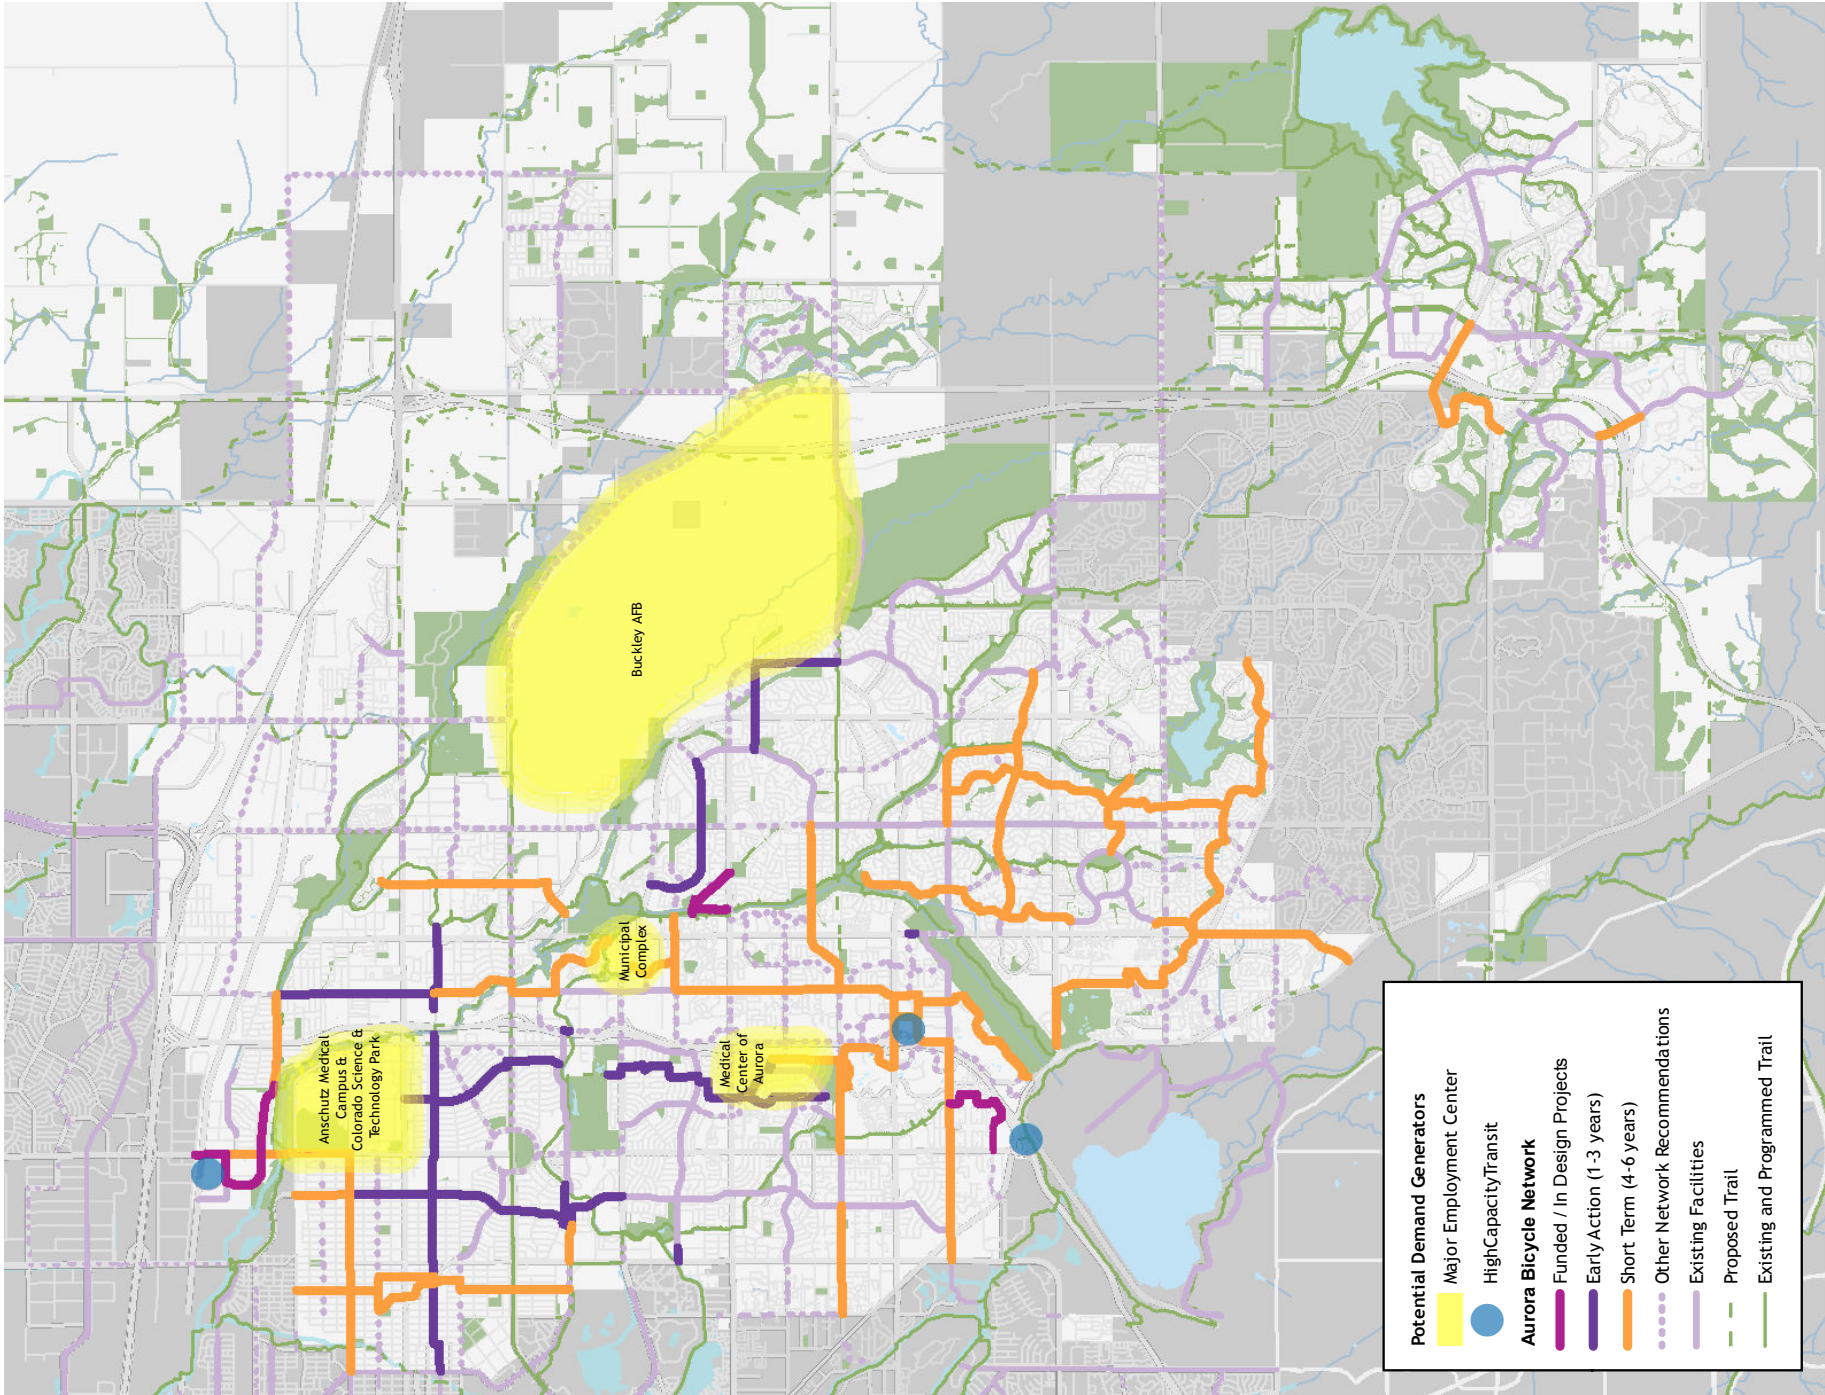 Buckley AFB
Municipal
Complex
Anschutz Medical
Campus &
Colorado Science &
Technology Park
Medical
Center of
Aurora
Potential Demand Generators
Major Employment Center
HighCapacityTransit
Aurora Bicycle Network
Funded / In Design Projects
Early Action (1-3 years)
Short Term (4-6 years)
Other Network Recommendations
Existing Facilities
Proposed Trail
Existing and Programmed Trail